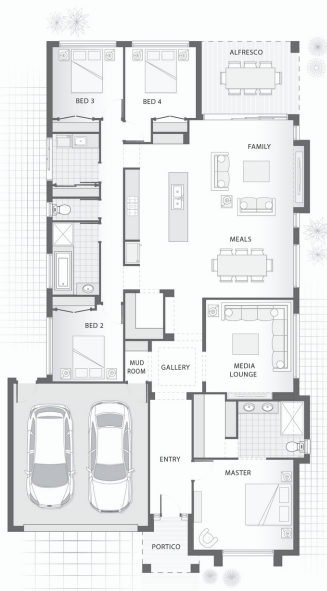 ALFRESCO
BED 3
BED 4
FAMILY
MEALS
BED 2
MUD
ROOM
GALLERY
MEDIA
LOUNGE
ENTRY
MASTER
PORTICO